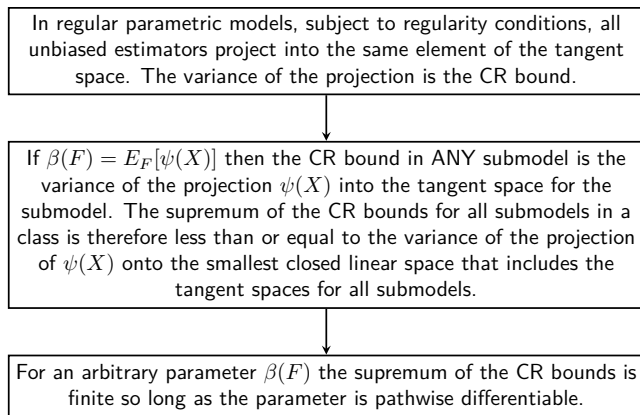 In regular parametric models, subject to regularity conditions, all
unbiased estimators project into the same element of the tangent
space. The variance of the projection is the CR bound.
If β(F) = E_F[ψ(X)] then the CR bound in ANY submodel is the
variance of the projection ψ(X) into the tangent space for the
submodel. The supremum of the CR bounds for all submodels in a
class is therefore less than or equal to the variance of the projection
of ψ(X) onto the smallest closed linear space that includes the
tangent spaces for all submodels.
For an arbitrary parameter β(F) the supremum of the CR bounds is
finite so long as the parameter is pathwise differentiable.